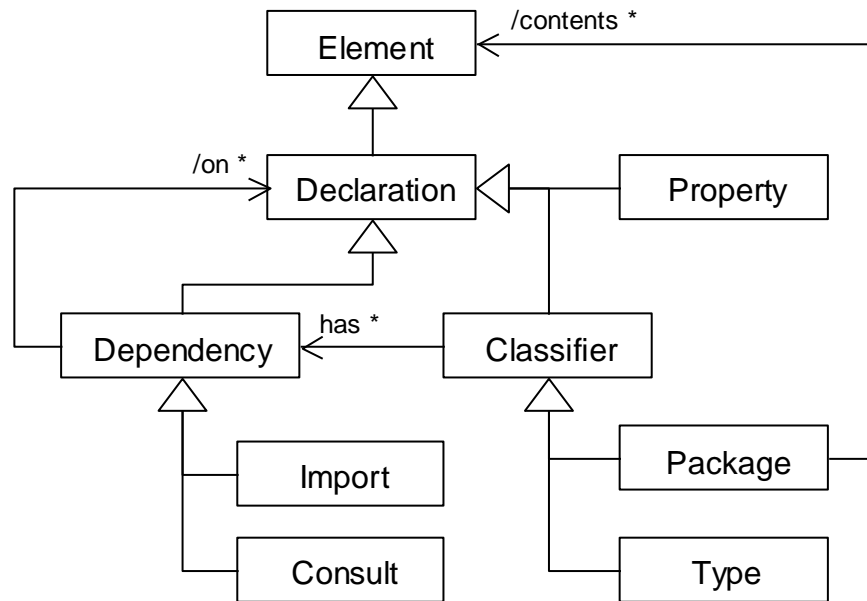 /contents *
Element
/on *
Declaration
Property
has *
Dependency
Classifier
Package
Import
Consult
Type